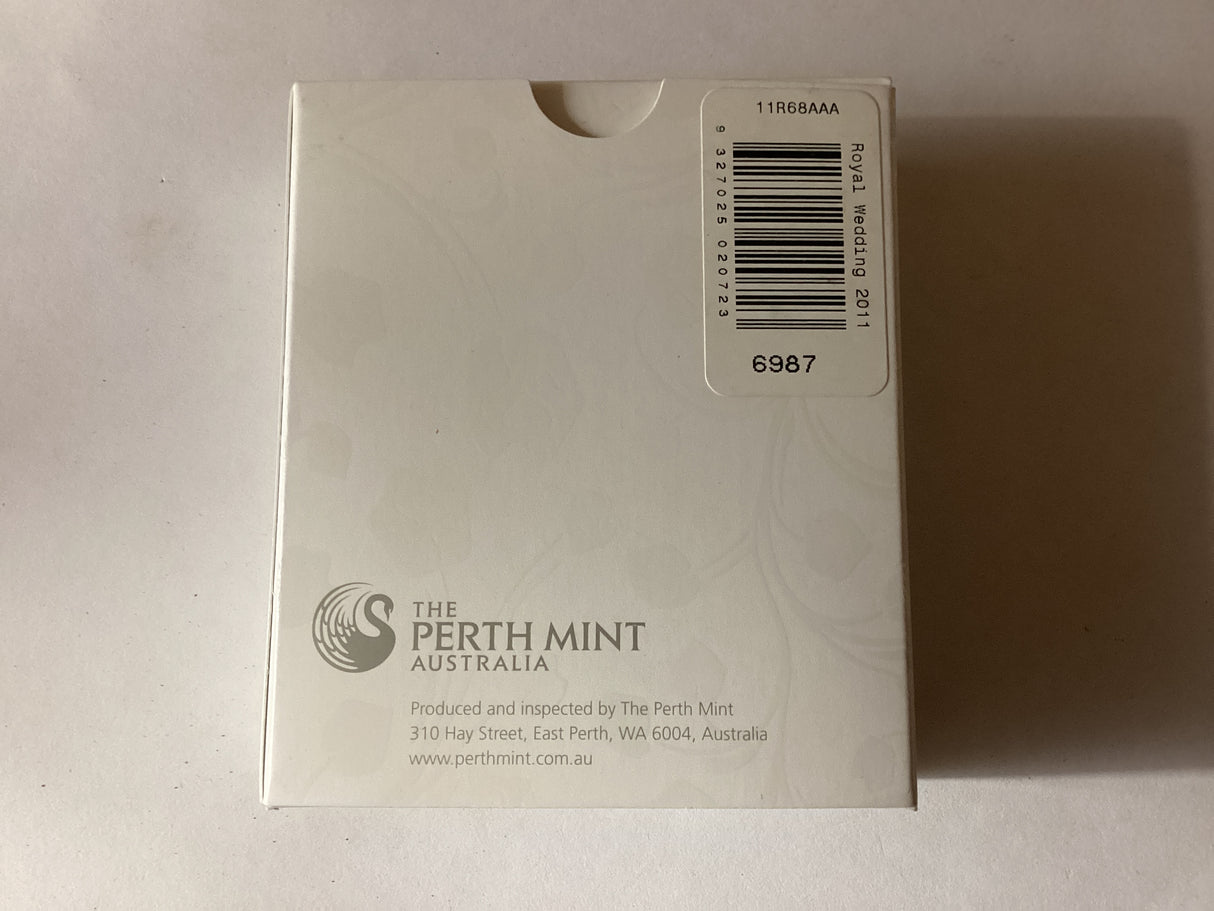 11R68AAA
Royal Wedding 2011
9 327025 020723
6987
THE
PERTH MINT
AUSTRALIA
Produced and inspected by The Perth Mint
310 Hay Street, East Perth, WA 6004, Australia
www.perthmint.com.au